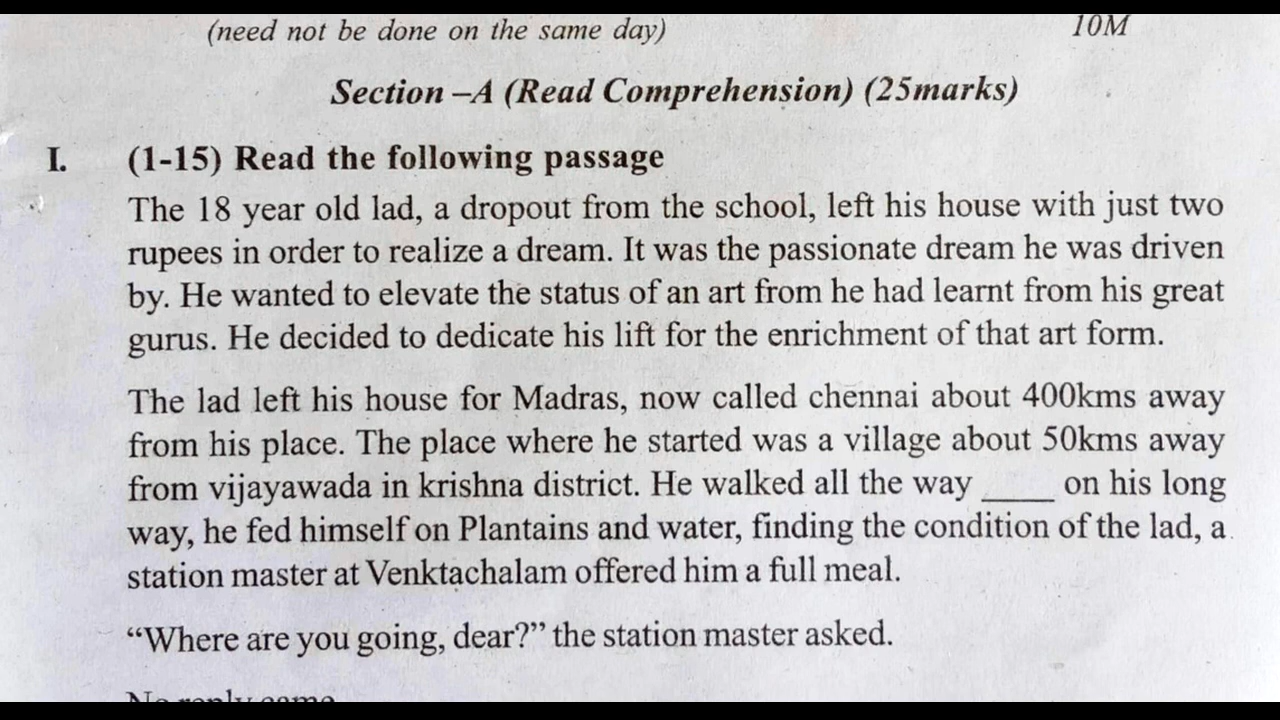 (need not be done on the same day) 10M
Section –A (Read Comprehension) (25marks)
I. (1-15) Read the following passage
The 18 year old lad, a dropout from the school, left his house with just two
rupees in order to realize a dream. It was the passionate dream he was driven
by. He wanted to elevate the status of an art from he had learnt from his great
gurus. He decided to dedicate his lift for the enrichment of that art form.
The lad left his house for Madras, now called chennai about 400kms away
from his place. The place where he started was a village about 50kms away
from vijayawada in krishna district. He walked all the way ____ on his long
way, he fed himself on Plantains and water, finding the condition of the lad, a
station master at Venktachalam offered him a full meal.
“Where are you going, dear?” the station master asked.
No reply came